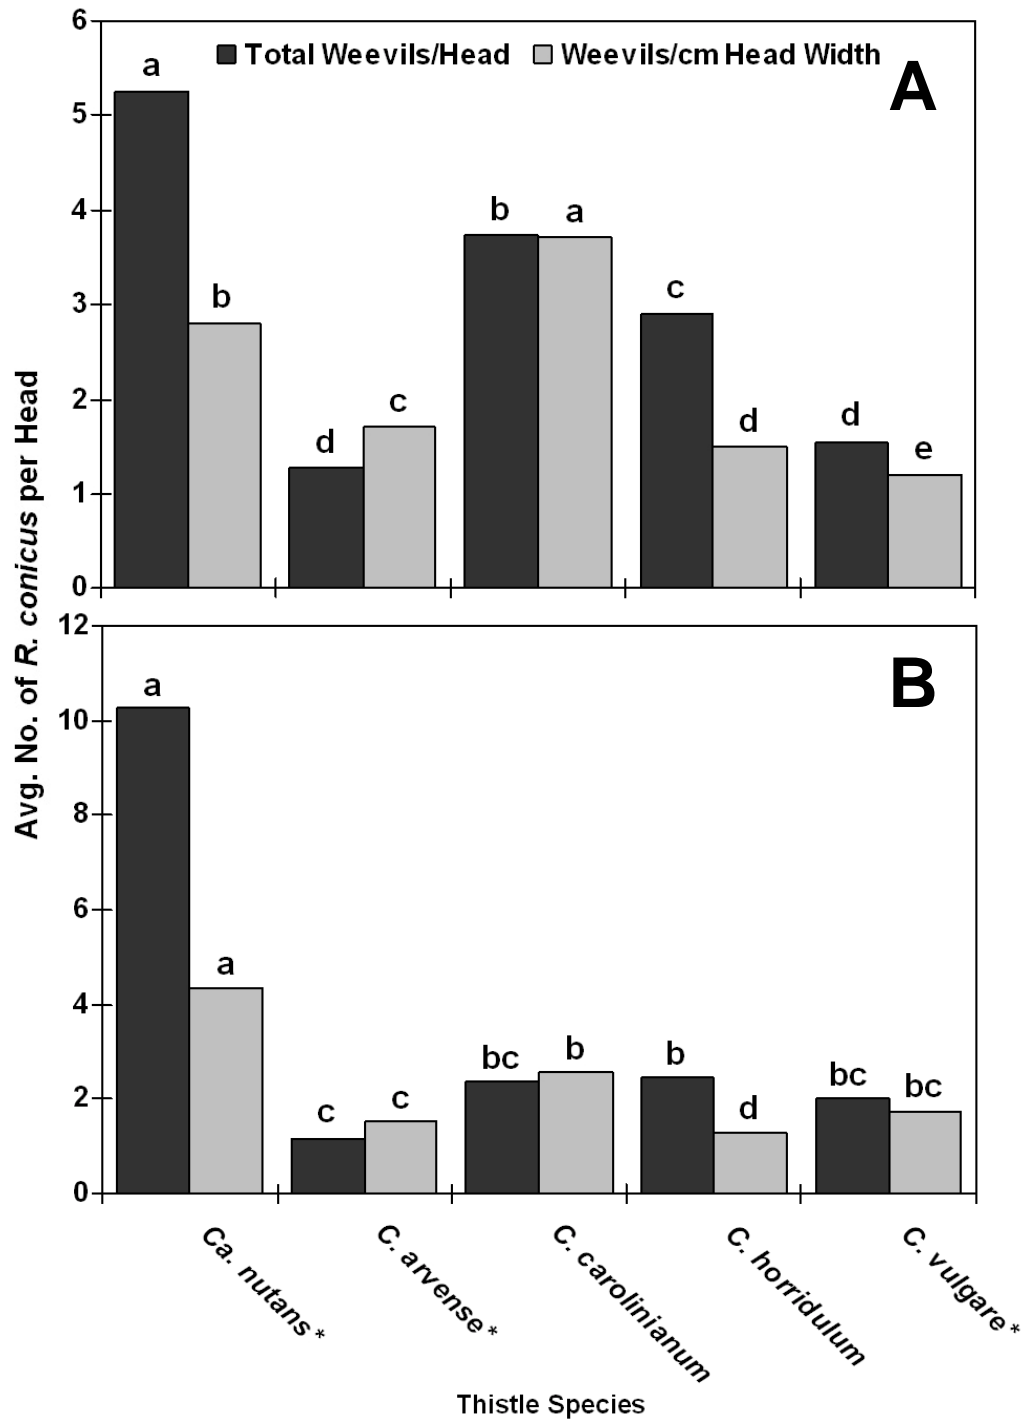 6
Total Weevils/Head Weevils/cm Head Width
A
a
5
b a
4
b c
3
c d d
2
d e
1
0
Avg. No. of R. conicus per Head
12
B
a
10
8
6
a
4
bc b b
c c d bc bc
2
0
Ca. nutans* C. arvense* C. carolinianum C. horridulum C. vulgare*
Thistle Species